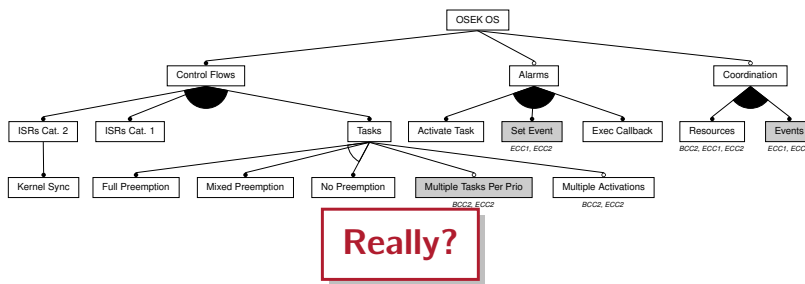 OSEK OS
Control Flows Alarms Coordination
ISRs Cat. 2 ISRs Cat. 1 Tasks Activate Task Set Event Exec Callback Resources Events
ECC1, ECC2 BCC2, ECC1, ECC2 ECC1, ECC
Kernel Sync Full Preemption Mixed Preemption No Preemption Multiple Tasks Per Prio Multiple Activations
BCC2, ECC2 BCC2, ECC2
Really?